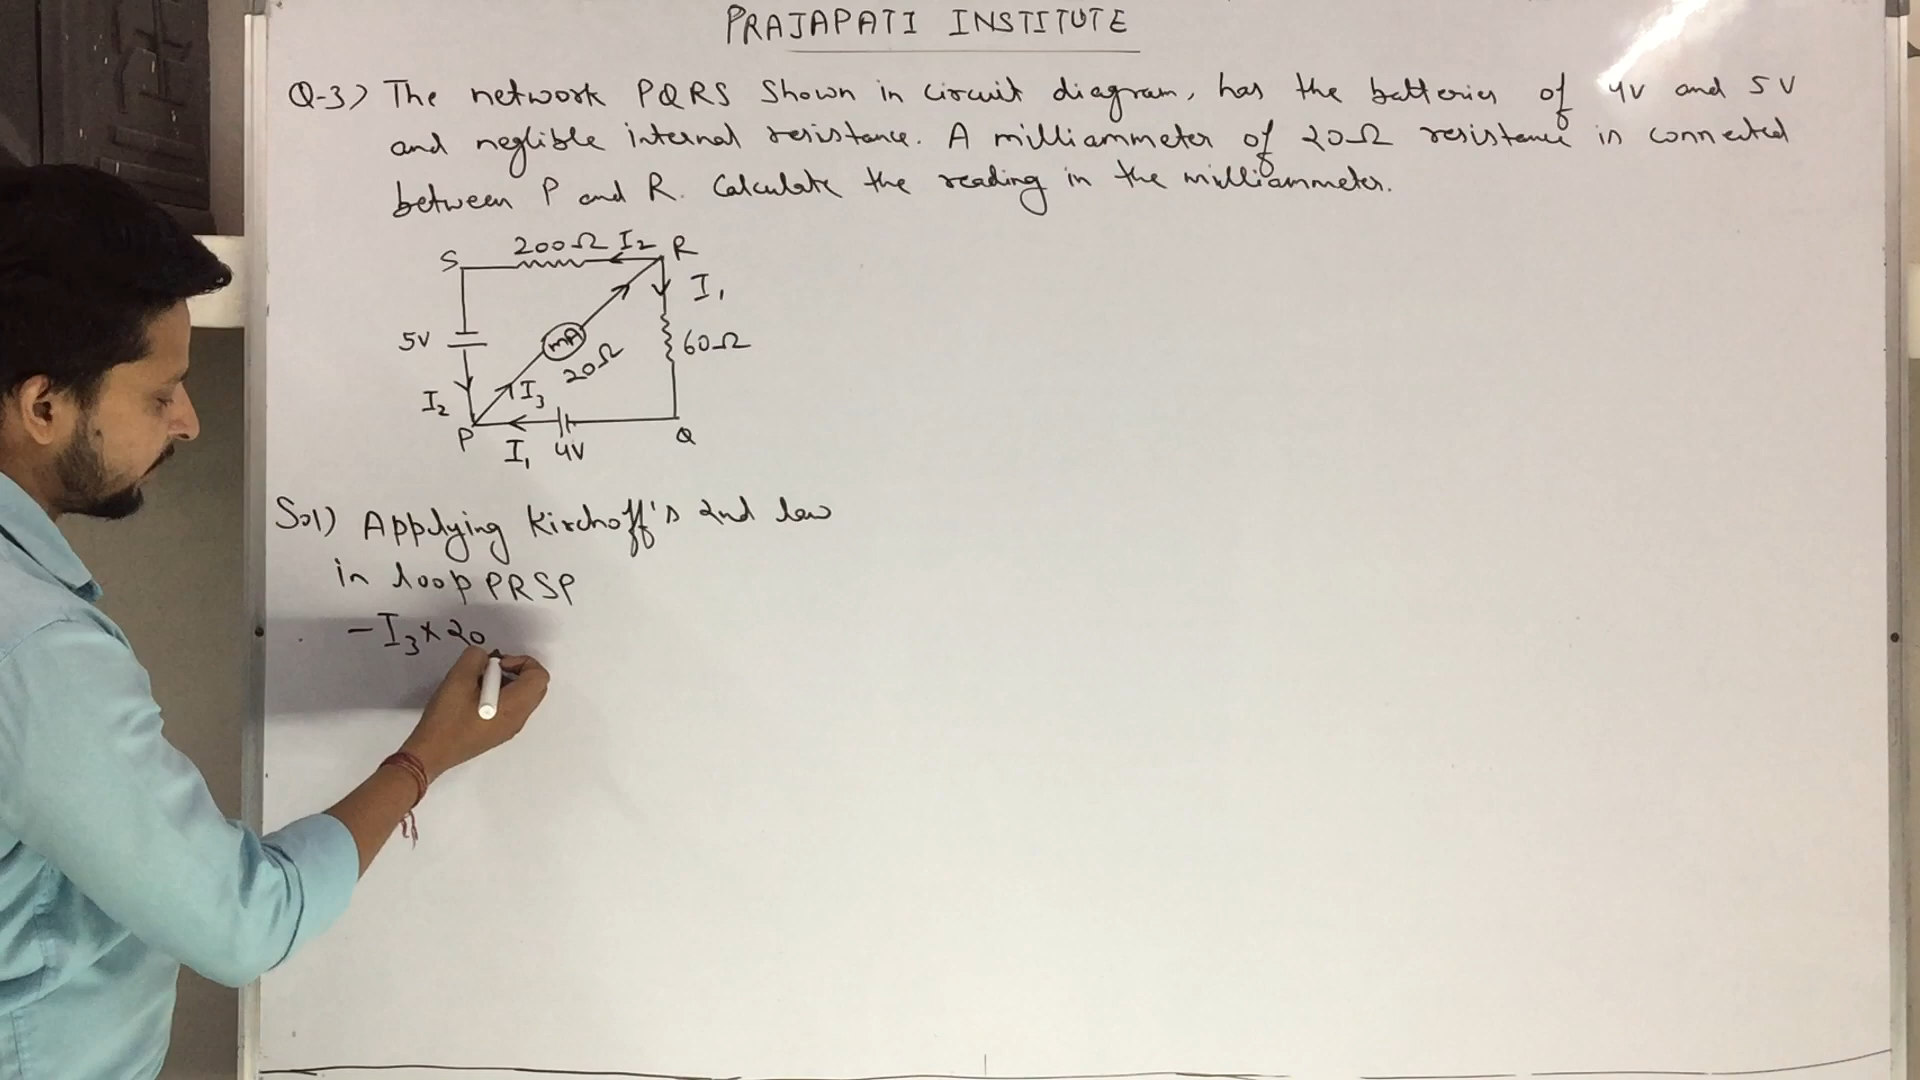 PRAJAPATI INSTITUTE
Q-3) The network PQRS Shown in circuit diagram, has the batteries of 4V and 5V
and neglible internal resistance. A milliammeter of 20Ω resistance is connected
between P and R. Calculate the reading in the milliammeter.
S 200Ω I₂ R
I₁
5V mA 20Ω 60Ω
I₂ I₃
P Q
I₁ 4V
Sol) Applying Kirchoff's 2nd law
in loop PRSP
-I₃×20